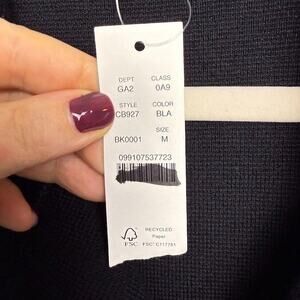 DEPT CLASS
GA2 0A9
STYLE COLOR
CB927 BLA
SIZE
BK0001 M
099107537723
RECYCLED
Paper
FSC FSC® C117781